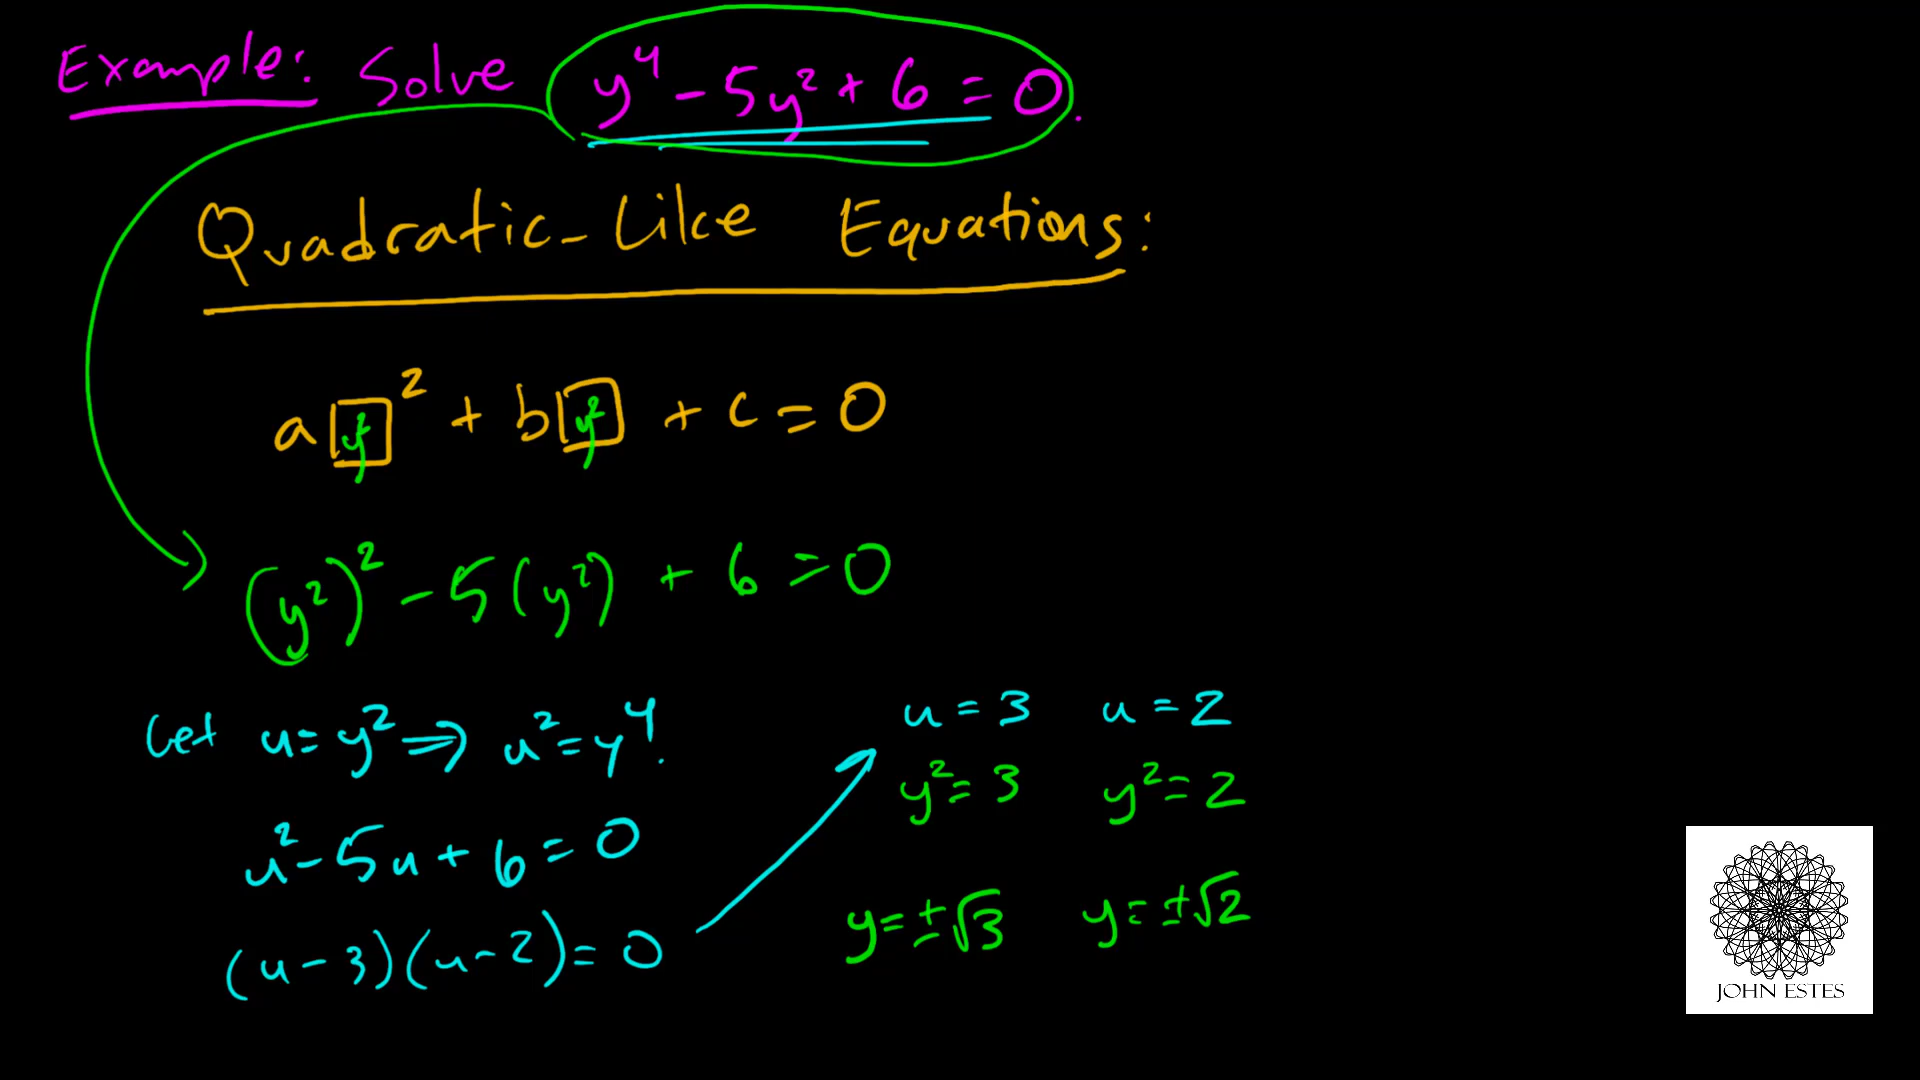 Example: Solve y⁴ - 5y² + 6 = 0.
Quadratic-Like Equations:
a[y²]² + b[y²] + c = 0
(y²)² - 5(y²) + 6 = 0
Let u = y² ⇒ u² = y⁴.
u² - 5u + 6 = 0
(u - 3)(u - 2) = 0
u = 3 u = 2
y² = 3 y² = 2
y = ±√3 y = ±√2
JOHN ESTES